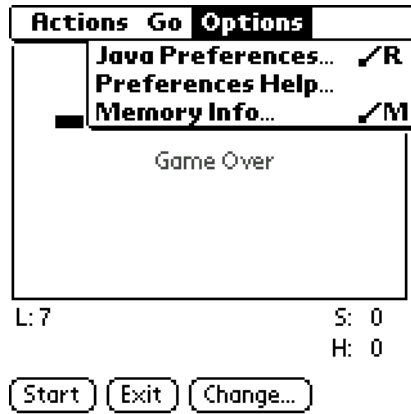 Actions Go Options
Java Preferences... ✓R
Preferences Help...
Memory Info... ✓M
Game Over
L: 7 S: 0
H: 0
Start Exit Change...